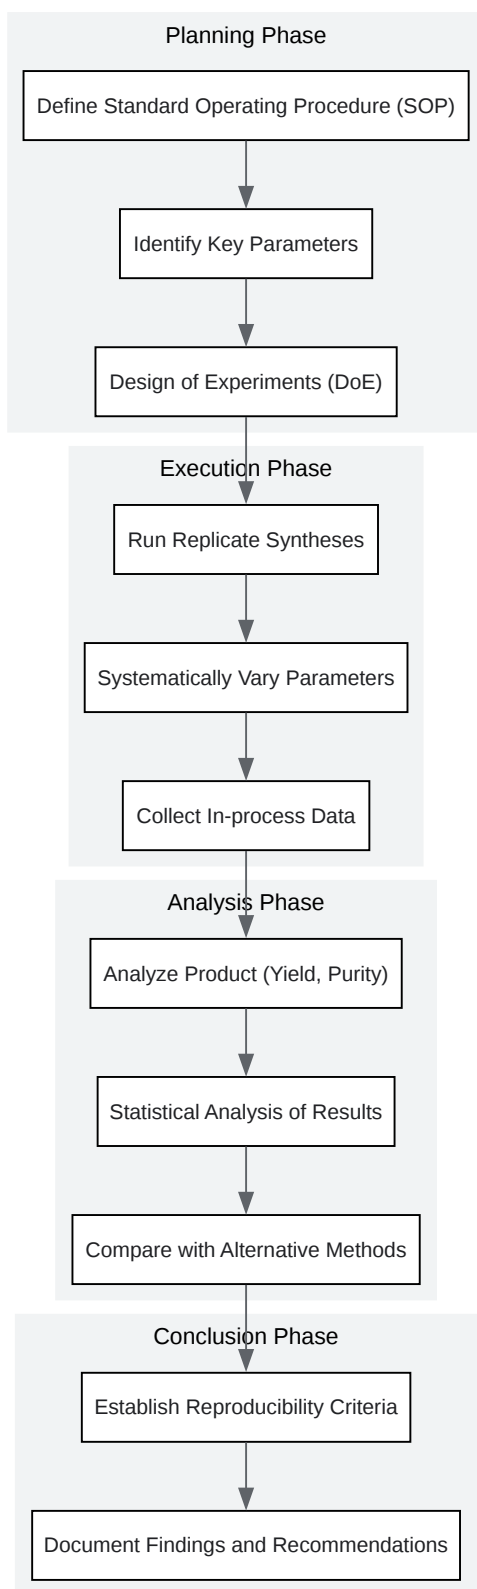 Planning Phase
Define Standard Operating Procedure (SOP)
Identify Key Parameters
Design of Experiments (DoE)
Execution Phase
Run Replicate Syntheses
Systematically Vary Parameters
Collect In-process Data
Analysis Phase
Analyze Product (Yield, Purity)
Statistical Analysis of Results
Compare with Alternative Methods
Conclusion Phase
Establish Reproducibility Criteria
Document Findings and Recommendations